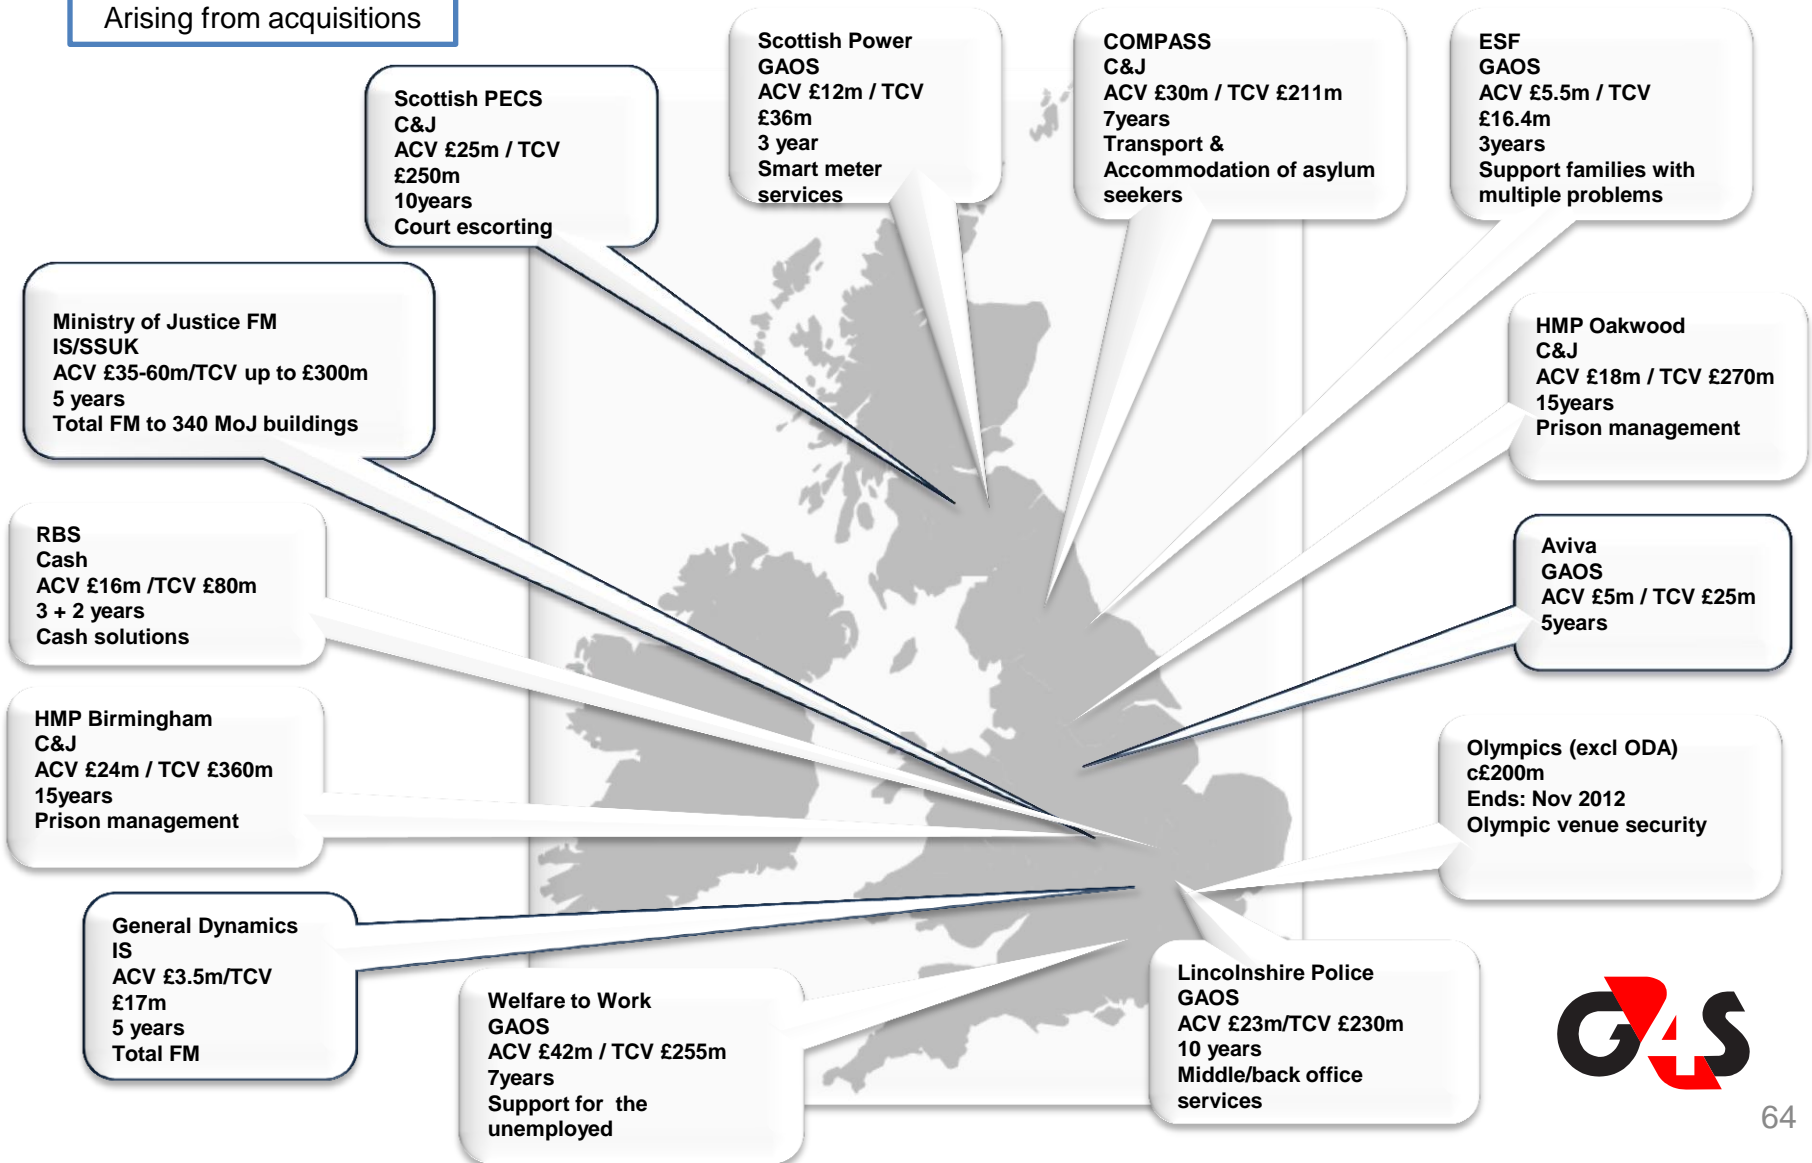 Arising from acquisitions
Scottish PECS
C&J
ACV £25m / TCV
£250m
10years
Court escorting
Scottish Power
GAOS
ACV £12m / TCV
£36m
3 year
Smart meter
services
COMPASS
C&J
ACV £30m / TCV £211m
7years
Transport &
Accommodation of asylum
seekers
ESF
GAOS
ACV £5.5m / TCV
£16.4m
3years
Support families with
multiple problems
Ministry of Justice FM
IS/SSUK
ACV £35-60m/TCV up to £300m
5 years
Total FM to 340 MoJ buildings
HMP Oakwood
C&J
ACV £18m / TCV £270m
15years
Prison management
RBS
Cash
ACV £16m /TCV £80m
3 + 2 years
Cash solutions
Aviva
GAOS
ACV £5m / TCV £25m
5years
HMP Birmingham
C&J
ACV £24m / TCV £360m
15years
Prison management
Olympics (excl ODA)
c£200m
Ends: Nov 2012
Olympic venue security
General Dynamics
IS
ACV £3.5m/TCV
£17m
5 years
Total FM
Welfare to Work
GAOS
ACV £42m / TCV £255m
7years
Support for the
unemployed
Lincolnshire Police
GAOS
ACV £23m/TCV £230m
10 years
Middle/back office
services
G4S
64